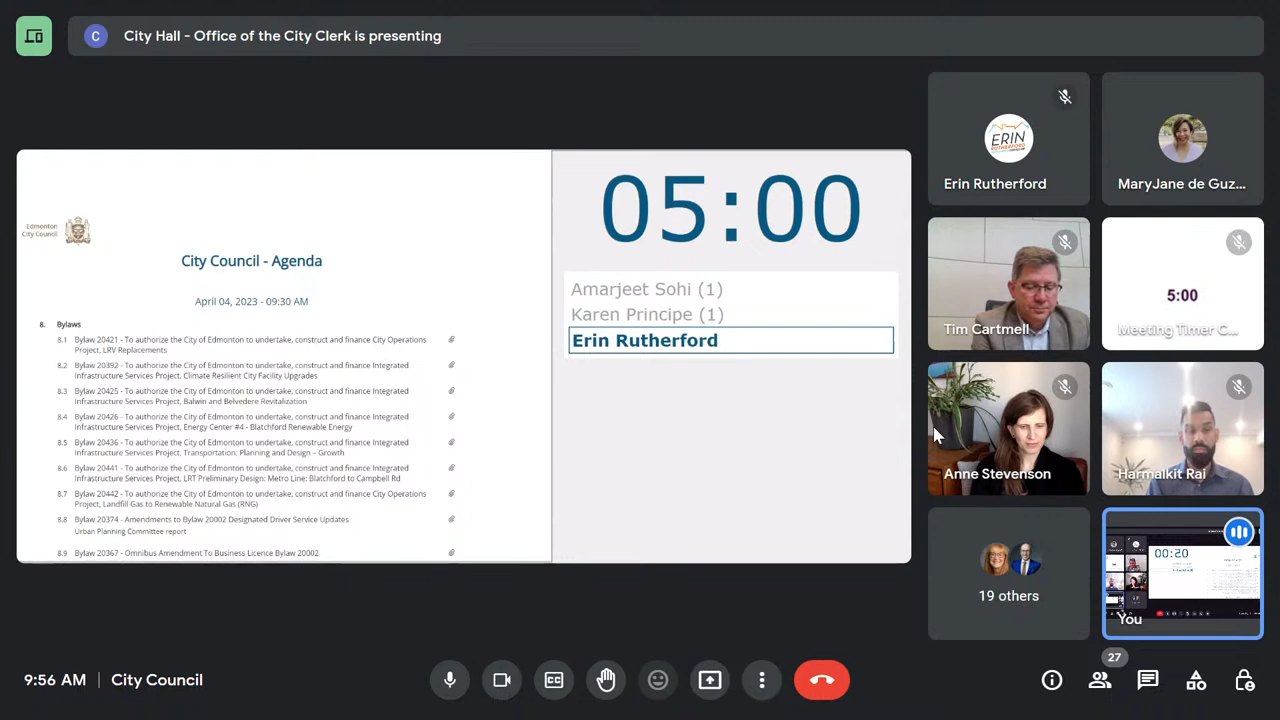 City Hall - Office of the City Clerk is presenting
C
Edmonton
City Council
City Council - Agenda
April 04, 2023 - 09:30 AM
8. Bylaws
8.1 Bylaw 20421 - To authorize the City of Edmonton to undertake, construct and finance City Operations
Project, LRV Replacements
8.2 Bylaw 20392 - To authorize the City of Edmonton to undertake, construct and finance Integrated
Infrastructure Services Project, Climate Resilient City Facility Upgrades
8.3 Bylaw 20425 - To authorize the City of Edmonton to undertake, construct and finance Integrated
Infrastructure Services Project, Balwin and Belvedere Revitalization
8.4 Bylaw 20426 - To authorize the City of Edmonton to undertake, construct and finance Integrated
Infrastructure Services Project, Energy Center #4 - Blatchford Renewable Energy
8.5 Bylaw 20436 - To authorize the City of Edmonton to undertake, construct and finance Integrated
Infrastructure Services Project, Transportation: Planning and Design – Growth
8.6 Bylaw 20441 - To authorize the City of Edmonton to undertake, construct and finance Integrated
Infrastructure Services Project, LRT Preliminary Design: Metro Line: Blatchford to Campbell Rd
8.7 Bylaw 20442 - To authorize the City of Edmonton to undertake, construct and finance City Operations
Project, Landfill Gas to Renewable Natural Gas (RNG)
8.8 Bylaw 20374 - Amendments to Bylaw 20002 Designated Driver Service Updates
Urban Planning Committee report
8.9 Bylaw 20367 - Omnibus Amendment To Business Licence Bylaw 20002
05:00
Amarjeet Sohi (1)
Karen Principe (1)
Erin Rutherford
ERIN
RUTHERFORD
Erin Rutherford
MaryJane de Guz...
Tim Cartmell
5:00
Meeting Timer C...
Anne Stevenson
Harmalkit Rai
19 others
00:50
You
9:56 AM | City Council
CC
27